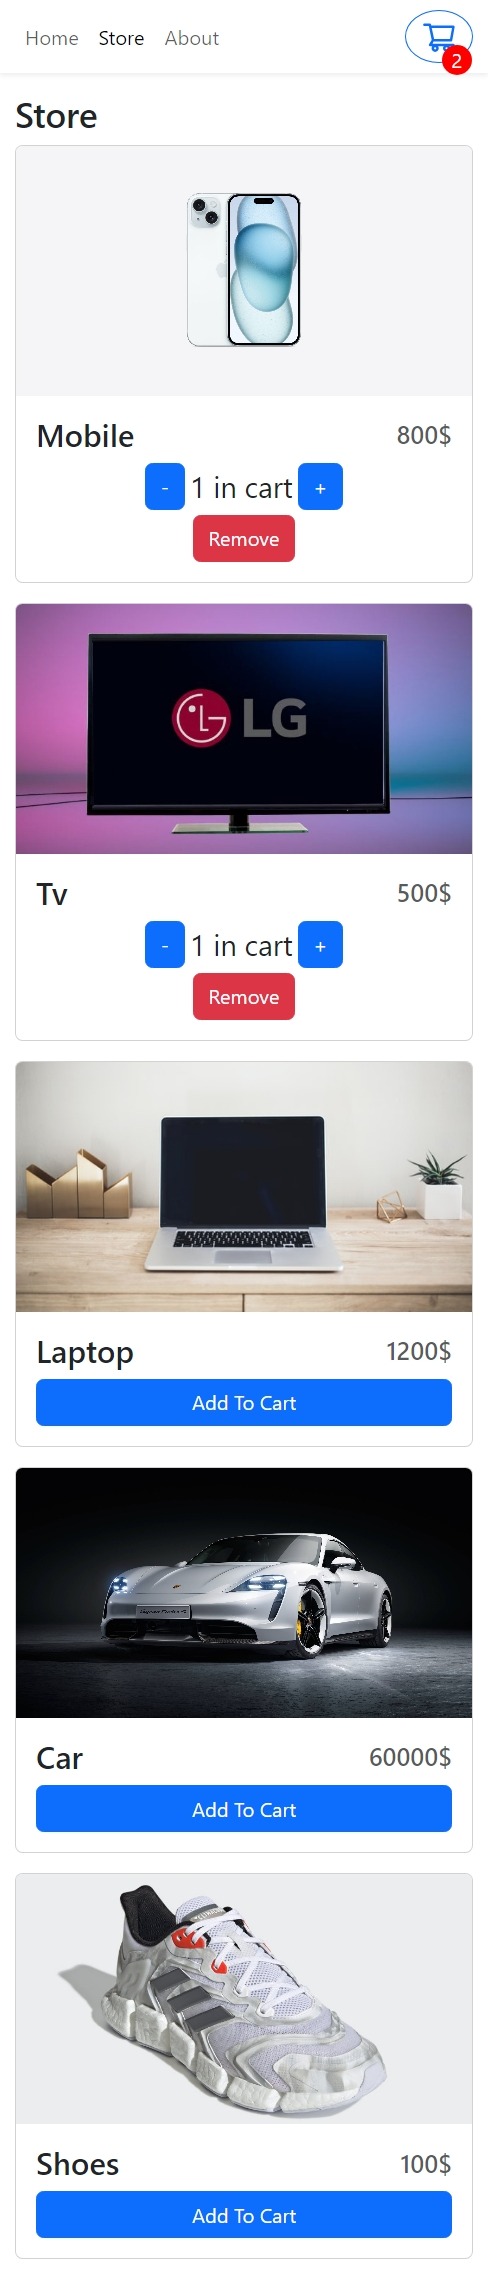 Home Store About
2
Store
Mobile 800$
- 1 in cart +
Remove
LG
Tv 500$
- 1 in cart +
Remove
Laptop 1200$
Add To Cart
Car 60000$
Add To Cart
Shoes 100$
Add To Cart